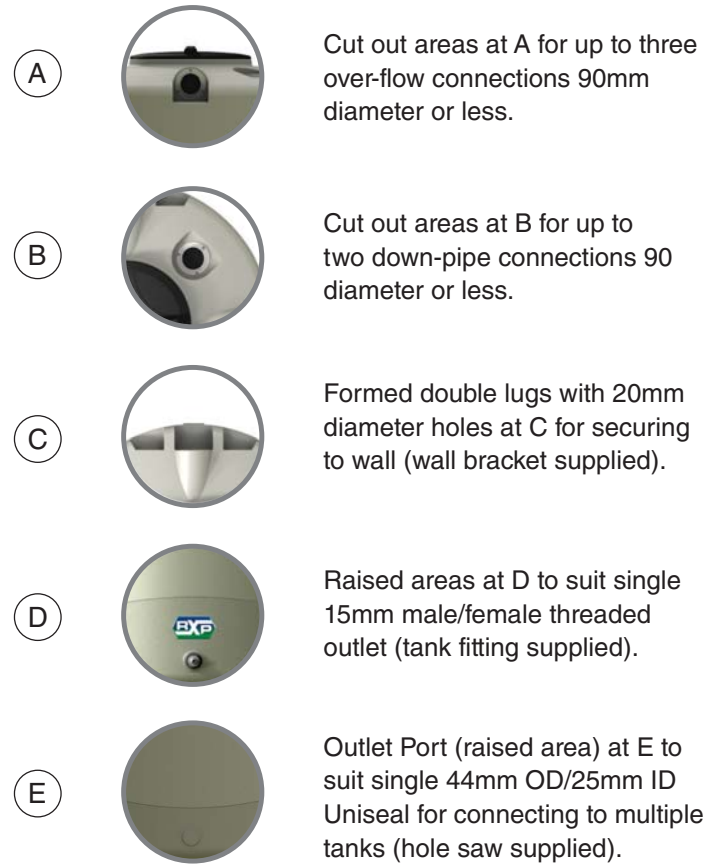 A
Cut out areas at A for up to three
over-flow connections 90mm
diameter or less.
B
Cut out areas at B for up to
two down-pipe connections 90
diameter or less.
C
Formed double lugs with 20mm
diameter holes at C for securing
to wall (wall bracket supplied).
D
RXP
Raised areas at D to suit single
15mm male/female threaded
outlet (tank fitting supplied).
E
Outlet Port (raised area) at E to
suit single 44mm OD/25mm ID
Uniseal for connecting to multiple
tanks (hole saw supplied).